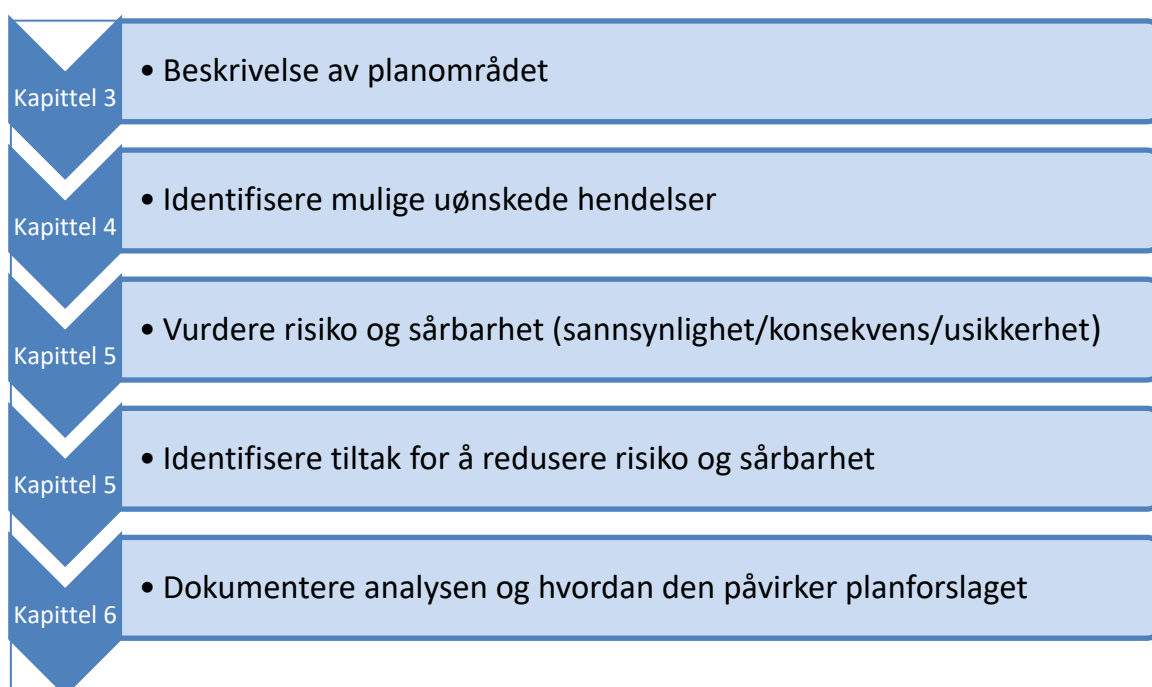 Kapittel 3
• Beskrivelse av planområdet
Kapittel 4
• Identifisere mulige uønskede hendelser
Kapittel 5
• Vurdere risiko og sårbarhet (sannsynlighet/konsekvens/usikkerhet)
Kapittel 5
• Identifisere tiltak for å redusere risiko og sårbarhet
Kapittel 6
• Dokumentere analysen og hvordan den påvirker planforslaget